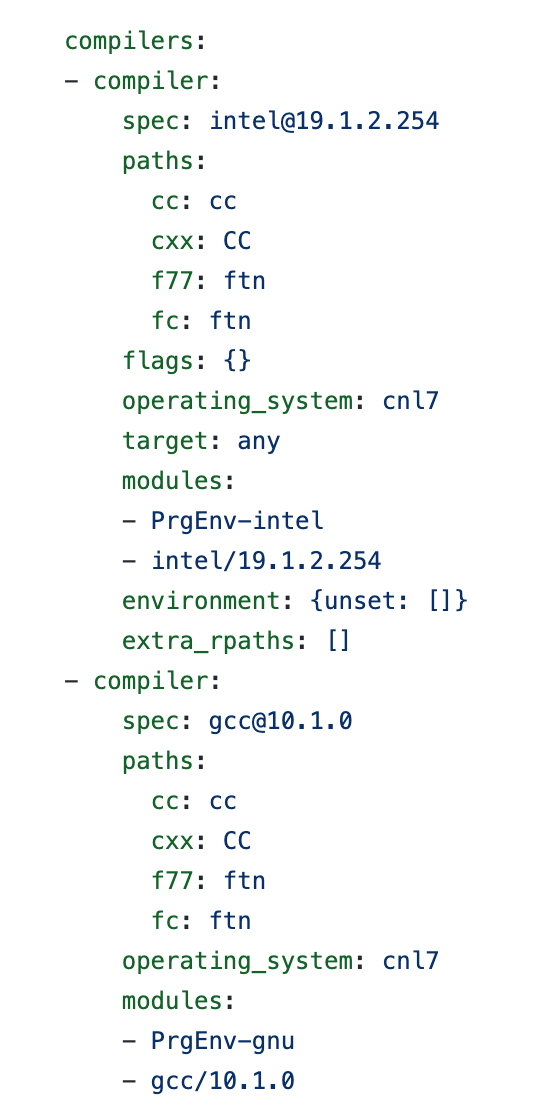 compilers:
- compiler:
    spec: intel@19.1.2.254
    paths:
      cc: cc
      cxx: CC
      f77: ftn
      fc: ftn
    flags: {}
    operating_system: cnl7
    target: any
    modules:
    - PrgEnv-intel
    - intel/19.1.2.254
    environment: {unset: []}
    extra_rpaths: []
- compiler:
    spec: gcc@10.1.0
    paths:
      cc: cc
      cxx: CC
      f77: ftn
      fc: ftn
    operating_system: cnl7
    modules:
    - PrgEnv-gnu
    - gcc/10.1.0